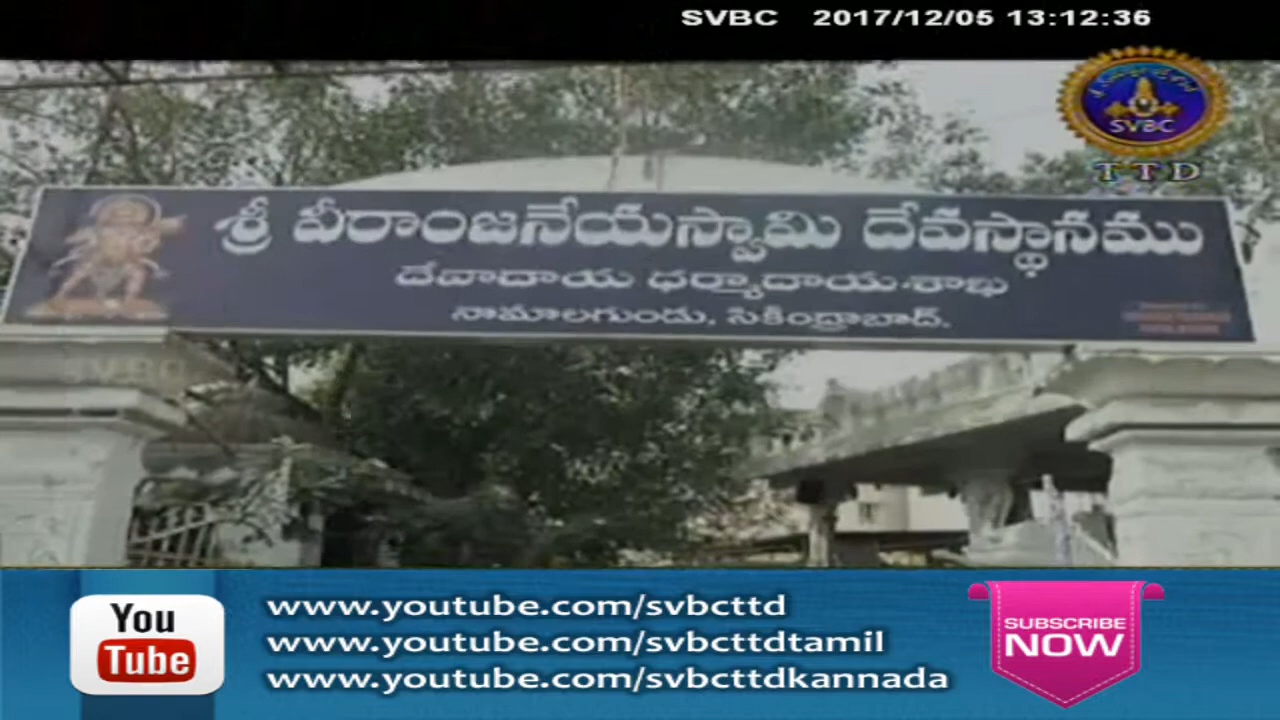 SVBC 2017/12/05 13:12:36
SVBC
TTD
శ్రీ వీరాంజనేయస్వామి దేవస్థానము
దేవాదాయ ధర్మాదాయ శాఖ
నామాలగుండు, సికింద్రాబాద్.
You
Tube
www.youtube.com/svbcttd
www.youtube.com/svbcttdtamil
www.youtube.com/svbcttdkannada
SUBSCRIBE
NOW